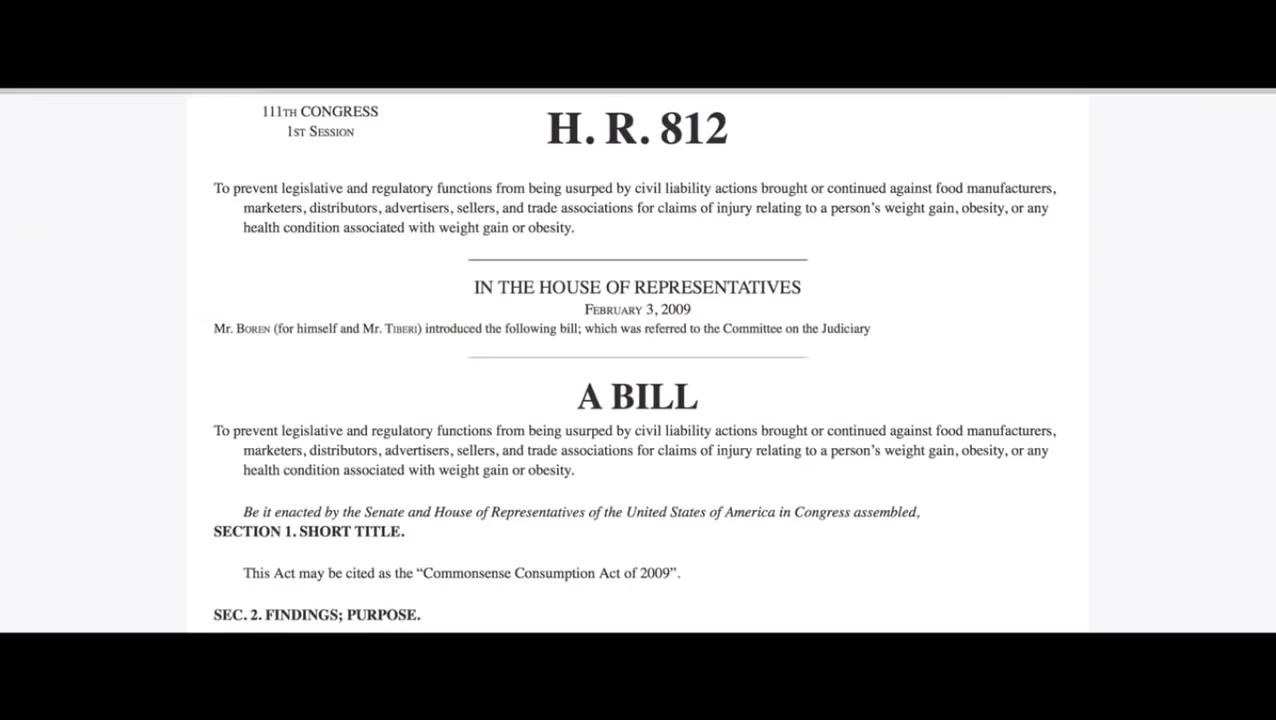 111TH CONGRESS
1ST SESSION
H. R. 812
To prevent legislative and regulatory functions from being usurped by civil liability actions brought or continued against food manufacturers,
marketers, distributors, advertisers, sellers, and trade associations for claims of injury relating to a person’s weight gain, obesity, or any
health condition associated with weight gain or obesity.
IN THE HOUSE OF REPRESENTATIVES
FEBRUARY 3, 2009
Mr. BOREN (for himself and Mr. TIBERI) introduced the following bill; which was referred to the Committee on the Judiciary
A BILL
To prevent legislative and regulatory functions from being usurped by civil liability actions brought or continued against food manufacturers,
marketers, distributors, advertisers, sellers, and trade associations for claims of injury relating to a person’s weight gain, obesity, or any
health condition associated with weight gain or obesity.
Be it enacted by the Senate and House of Representatives of the United States of America in Congress assembled,
SECTION 1. SHORT TITLE.
This Act may be cited as the “Commonsense Consumption Act of 2009”.
SEC. 2. FINDINGS; PURPOSE.